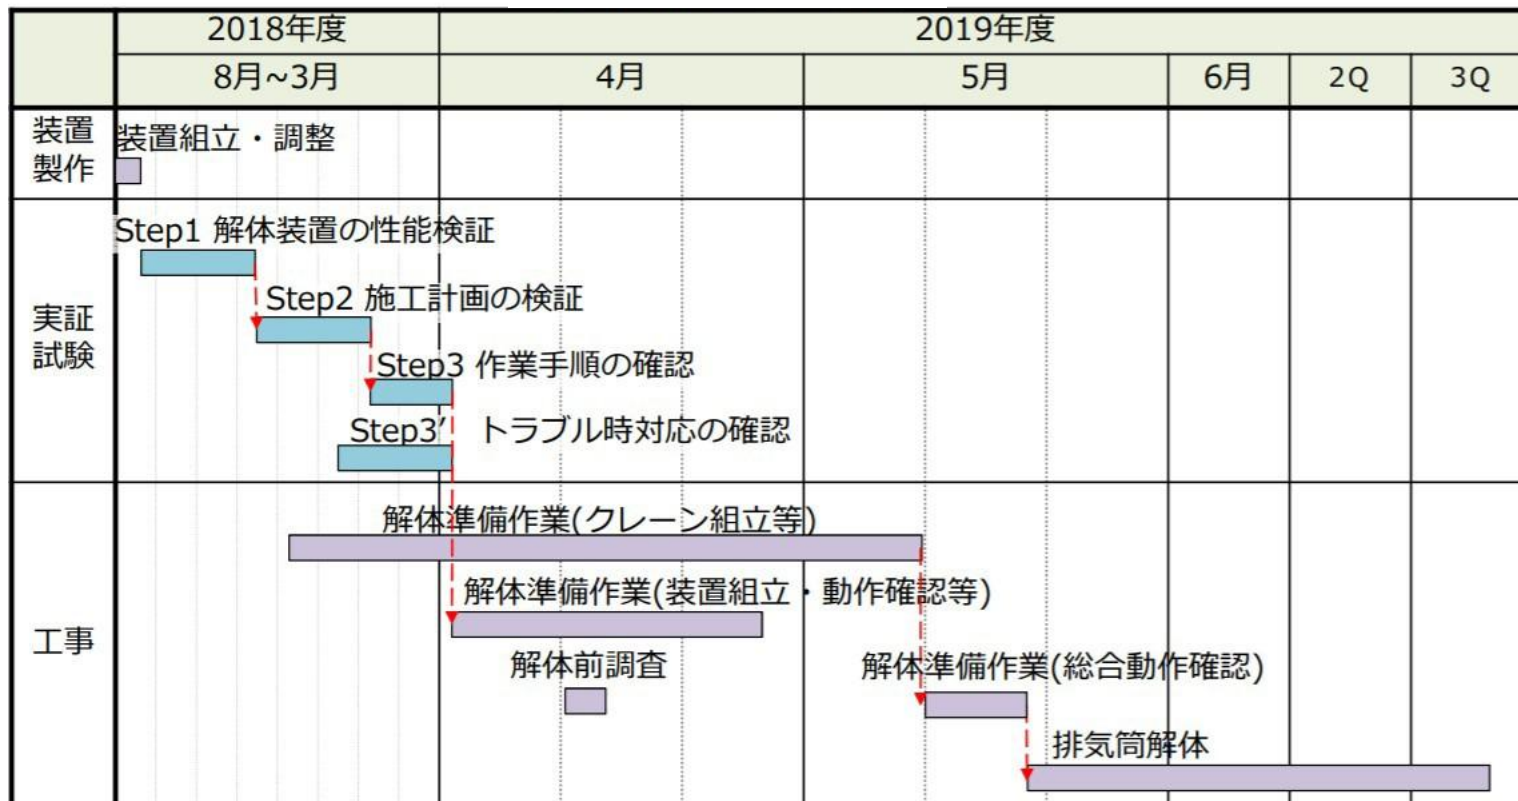 2018年度
2019年度
8月~3月
4月
5月
6月
2Q
3Q
装置
製作
装置組立・調整
実証
試験
Step1 解体装置の性能検証
Step2 施工計画の検証
Step3 作業手順の確認
Step3′ トラブル時対応の確認
工事
解体準備作業(クレーン組立等)
解体準備作業(装置組立・動作確認等)
解体前調査
解体準備作業(総合動作確認)
排気筒解体